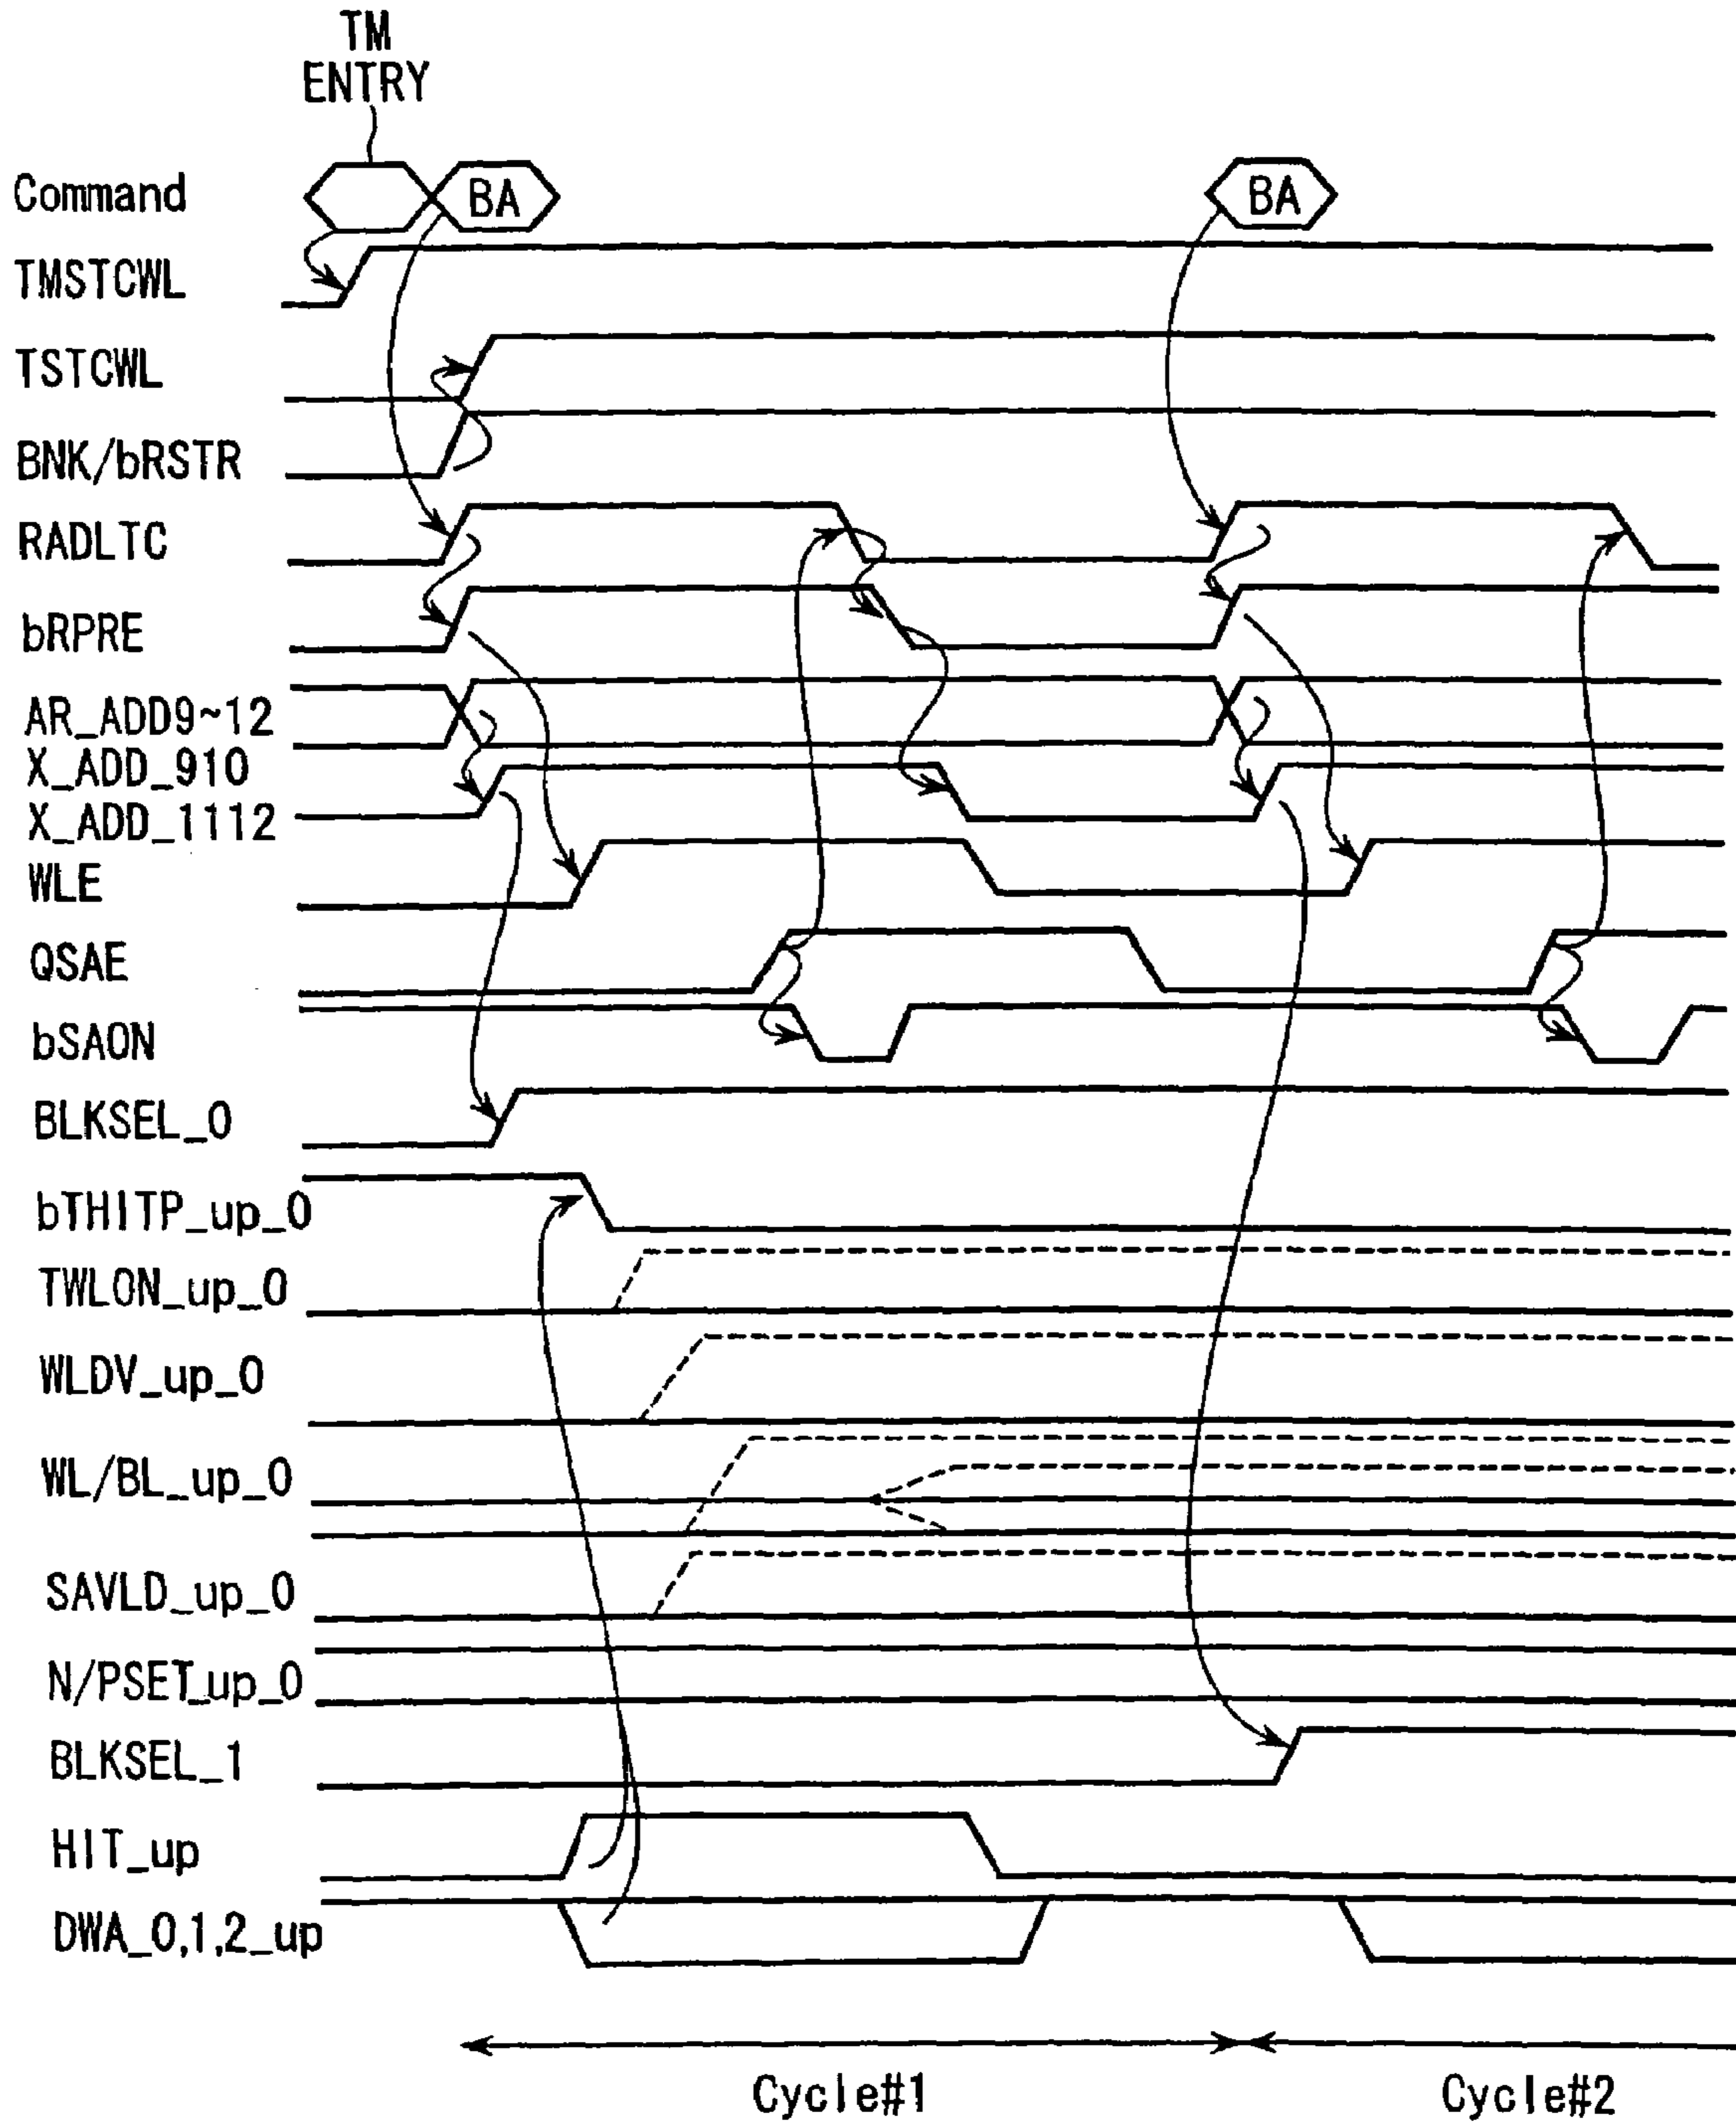 TM
ENTRY
Command
BA
BA
TMSTCWL
TSTCWL
BNK/bRSTR
RADLTC
bRPRE
AR_ADD9~12
X_ADD_910
X_ADD_1112
WLE
QSAE
bSAON
BLKSEL_0
bTHITP_up_0
TWLON_up_0
WLDV_up_0
WL/BL_up_0
SAVLD_up_0
N/PSET_up_0
BLKSEL_1
HIT_up
DWA_0,1,2_up
Cycle#1
Cycle#2